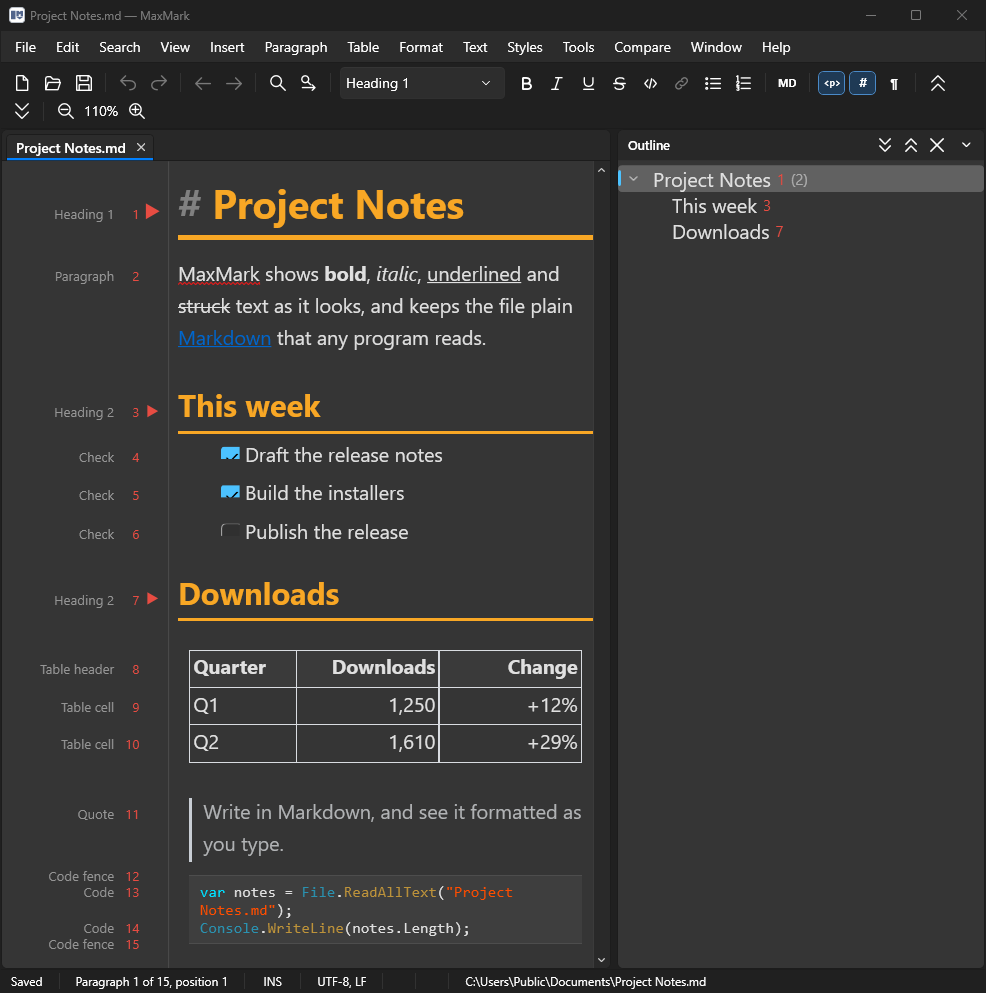 Project Notes.md — MaxMark
File Edit Search View Insert Paragraph Table Format Text Styles Tools Compare Window Help
Heading 1 B I U S </> MD <p> # ¶
110%
Project Notes.md
Outline
Heading 1 1 # Project Notes
Paragraph 2 MaxMark shows bold, italic, underlined and
struck text as it looks, and keeps the file plain
Markdown that any program reads.
Heading 2 3 This week
Check 4 Draft the release notes
Check 5 Build the installers
Check 6 Publish the release
Heading 2 7 Downloads
Table header 8 Quarter Downloads Change
Table cell 9 Q1 1,250 +12%
Table cell 10 Q2 1,610 +29%
Quote 11 Write in Markdown, and see it formatted as
you type.
Code fence 12
Code 13 var notes = File.ReadAllText("Project
Notes.md");
Code 14 Console.WriteLine(notes.Length);
Code fence 15
Project Notes 1 (2)
This week 3
Downloads 7
Saved Paragraph 1 of 15, position 1 INS UTF-8, LF C:\Users\Public\Documents\Project Notes.md